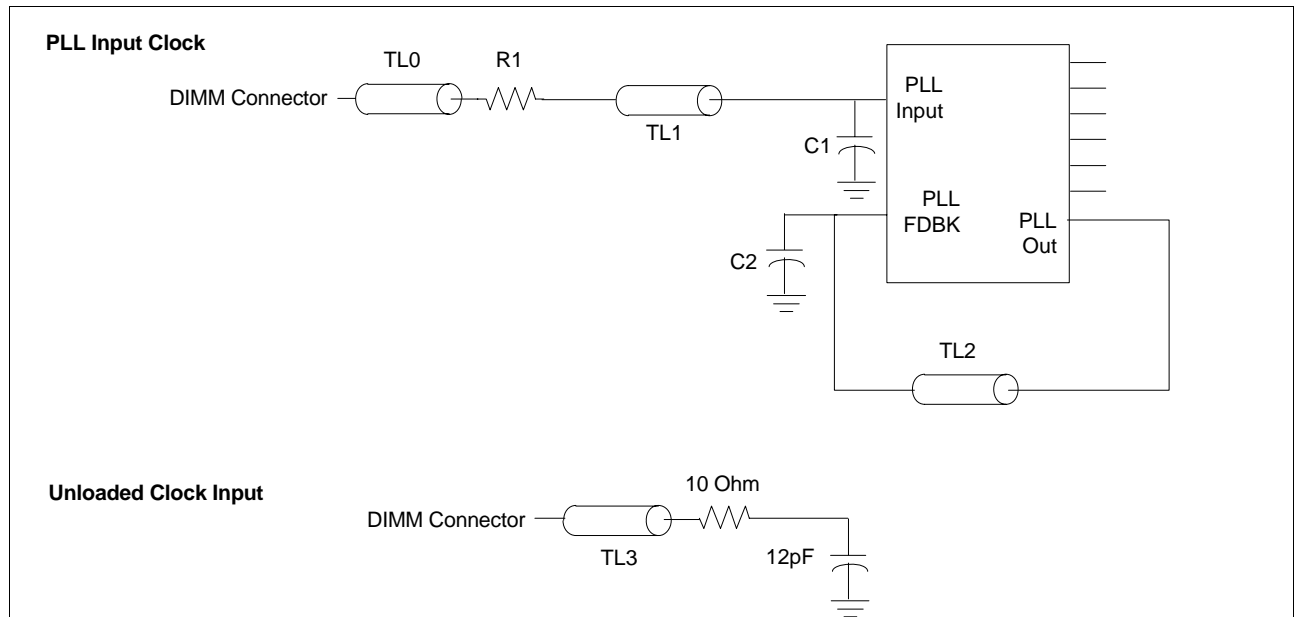 PLL Input Clock
TL0
R1
DIMM Connector
TL1
C1
PLL
Input
PLL
FDBK
PLL
Out
C2
TL2
Unloaded Clock Input
10 Ohm
DIMM Connector
TL3
12pF